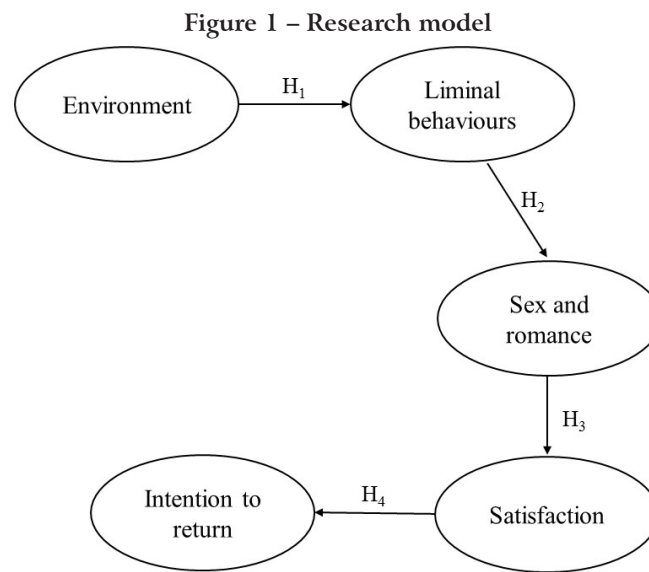 Figure 1 – Research model
Environment
H₁
Liminal
behaviours
H₂
Sex and
romance
H₃
Intention to
return
H₄
Satisfaction